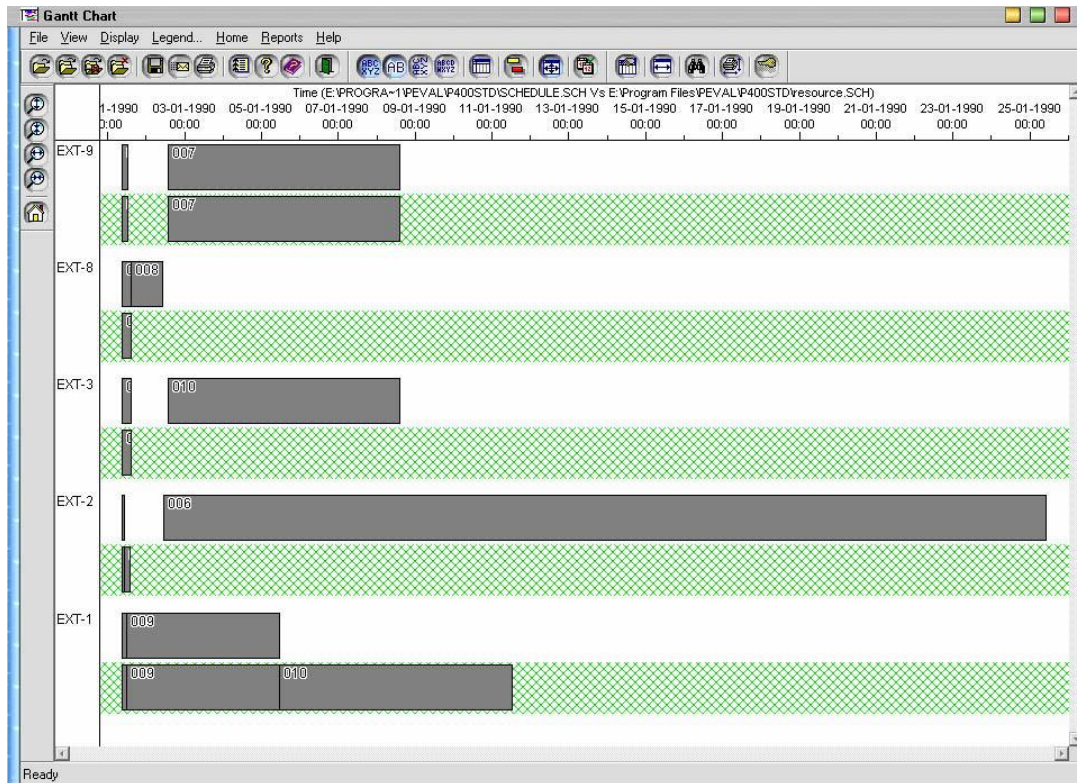 Gantt Chart
File View Display Legend... Home Reports Help
Time (E:\PROGRA~1\PEVAL\P400STD\SCHEDULE.SCH Vs E:\Program Files\PEVAL\P400STD\resource.SCH)
1-1990 03-01-1990 05-01-1990 07-01-1990 09-01-1990 11-01-1990 13-01-1990 15-01-1990 17-01-1990 19-01-1990 21-01-1990 23-01-1990 25-01-1990
0:00 00:00 00:00 00:00 00:00 00:00 00:00 00:00 00:00 00:00 00:00 00:00 00:00
EXT-9 007
007
EXT-8 008
EXT-3 010
EXT-2 006
EXT-1 009
009 010
Ready